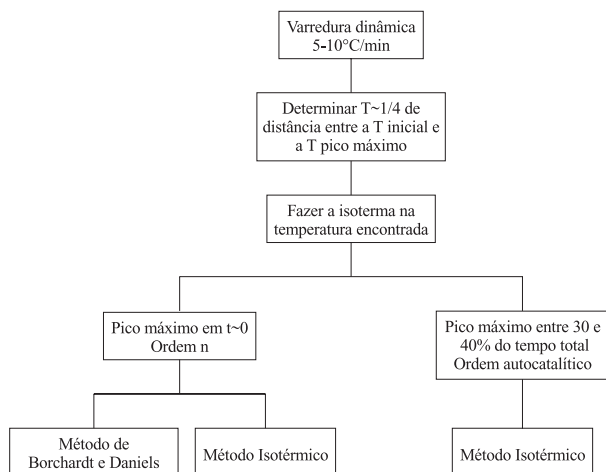 Varredura dinâmica
5-10°C/min
Determinar T~1/4 de
distância entre a T inicial e
a T pico máximo
Fazer a isoterma na
temperatura encontrada
Pico máximo em t~0
Ordem n
Pico máximo entre 30 e
40% do tempo total
Ordem autocatalítico
Método de
Borchardt e Daniels
Método Isotérmico
Método Isotérmico